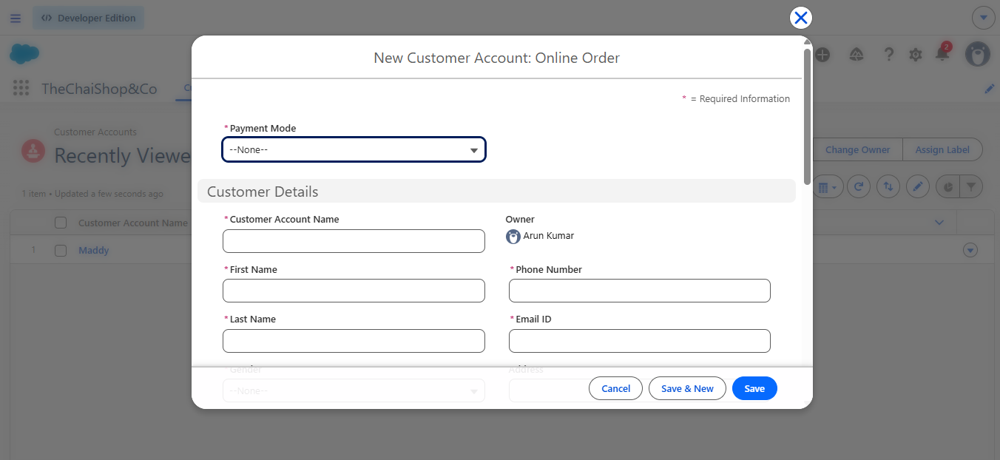 Developer Edition
New Customer Account: Online Order
2
TheChaiShop&Co
* = Required Information
Customer Accounts
Recently Viewe
* Payment Mode
--None--
Change Owner
Assign Label
1 item • Updated a few seconds ago
Customer Details
Customer Account Name
* Customer Account Name
Owner
Arun Kumar
1
Maddy
* First Name
* Phone Number
* Last Name
* Email ID
Gender
Address
--None--
Cancel
Save & New
Save